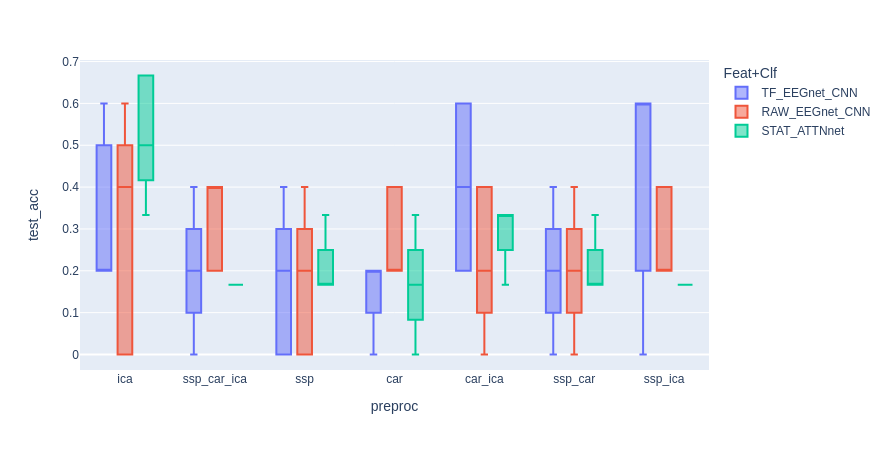 0.7
0.6
0.5
0.4
0.3
0.2
0.1
0
test_acc
ica
ssp_car_ica
ssp
car
car_ica
ssp_car
ssp_ica
preproc
Feat+Clf
TF_EEGnet_CNN
RAW_EEGnet_CNN
STAT_ATTNnet